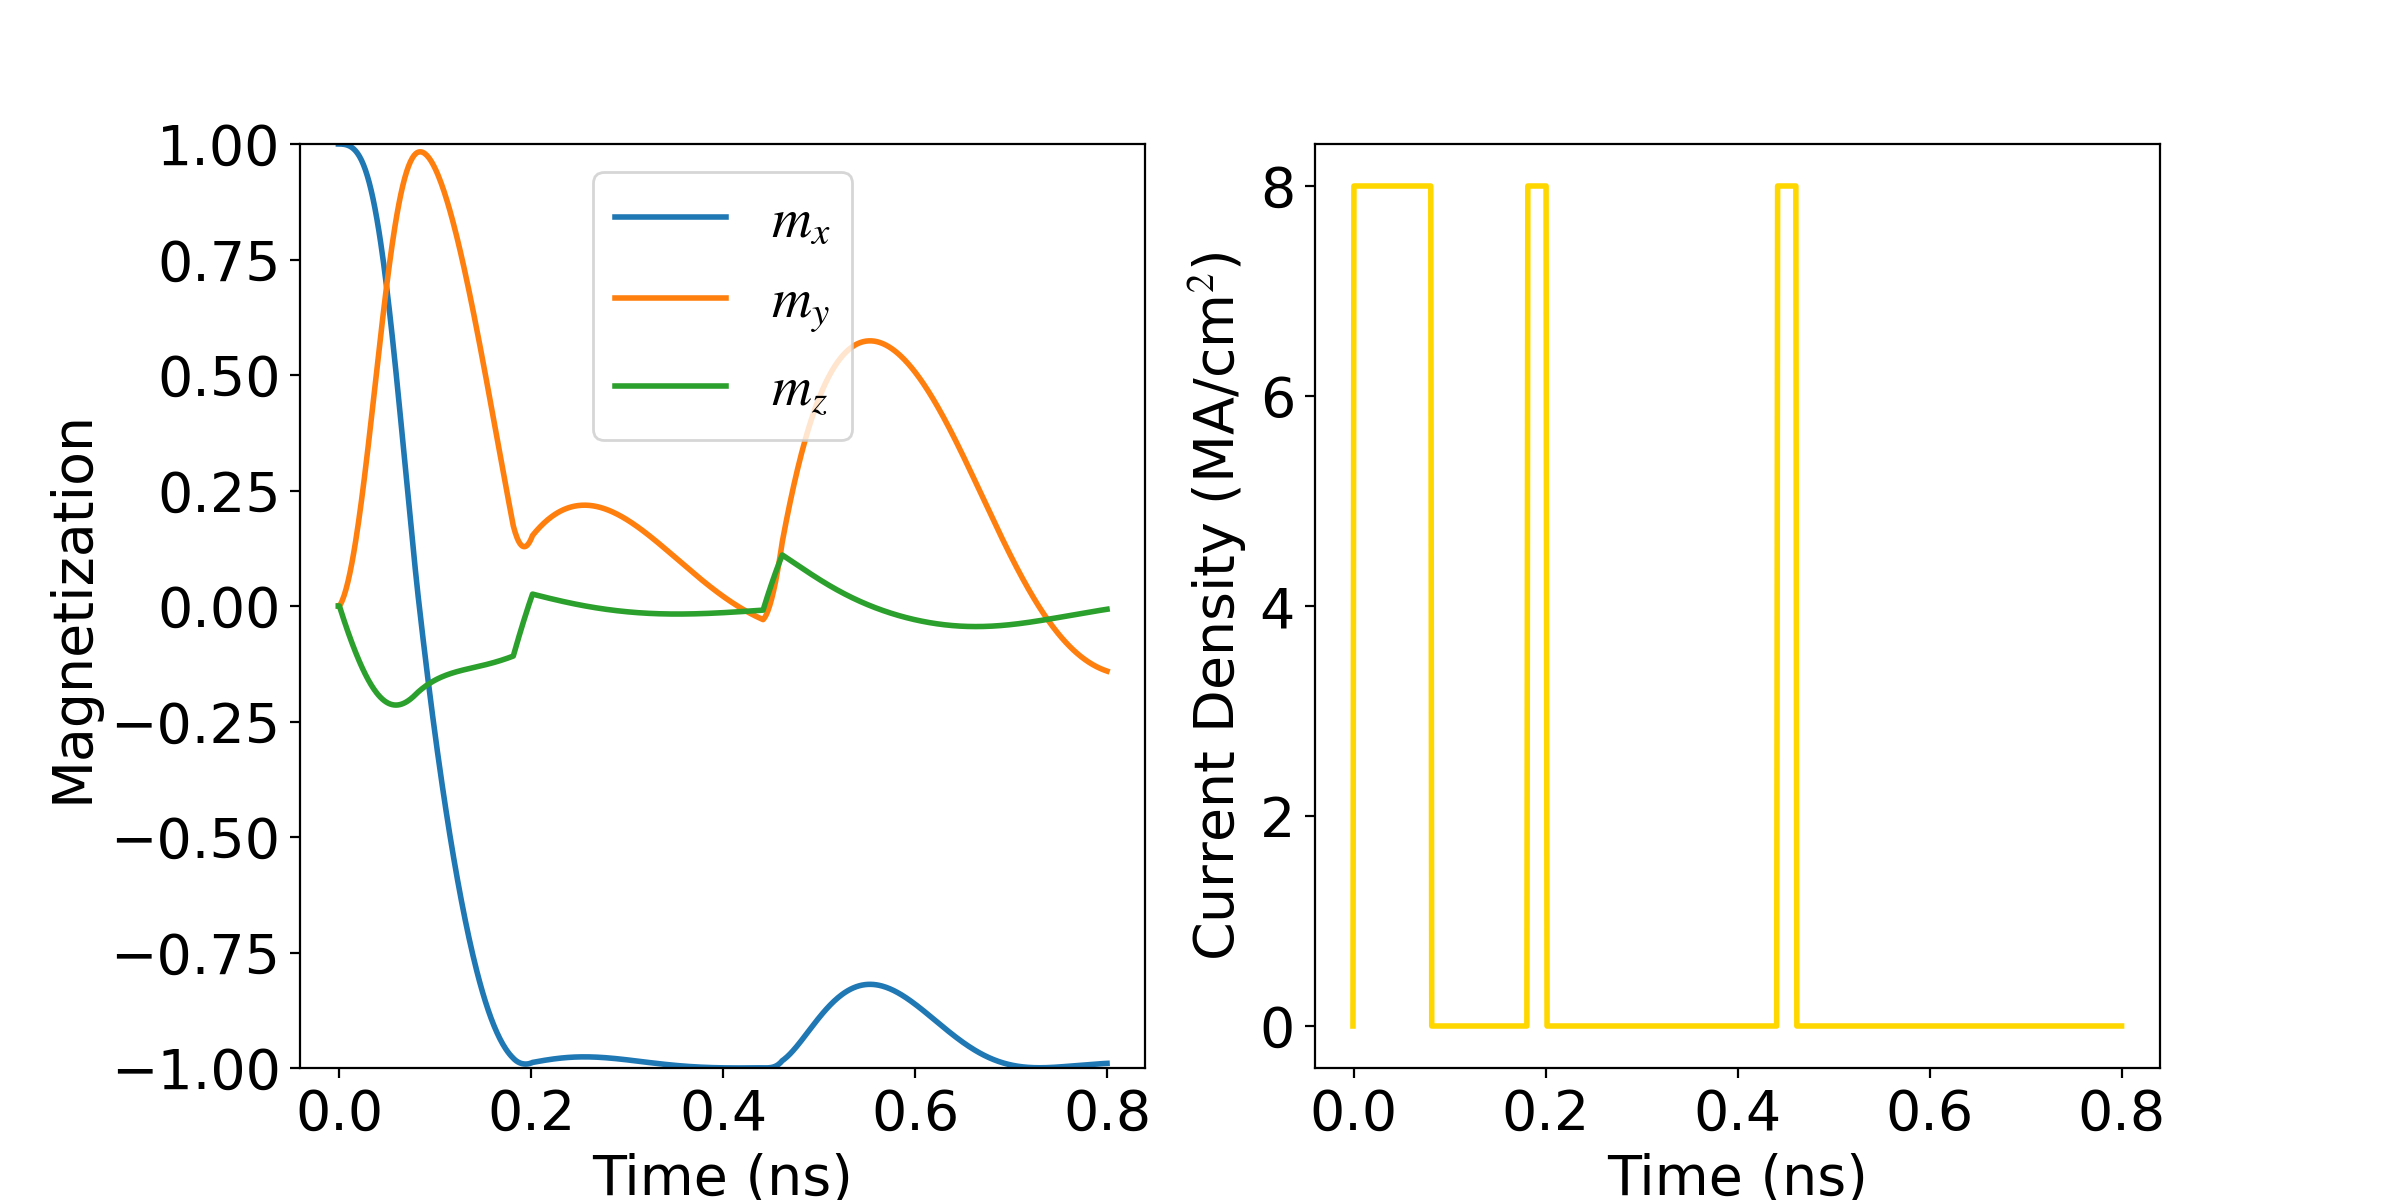 Magnetization
1.00
0.75
0.50
0.25
0.00
−0.25
−0.50
−0.75
−1.00
0.0 0.2 0.4 0.6 0.8
Time (ns)
m_x
m_y
m_z
Current Density (MA/cm²)
8
6
4
2
0
0.0 0.2 0.4 0.6 0.8
Time (ns)